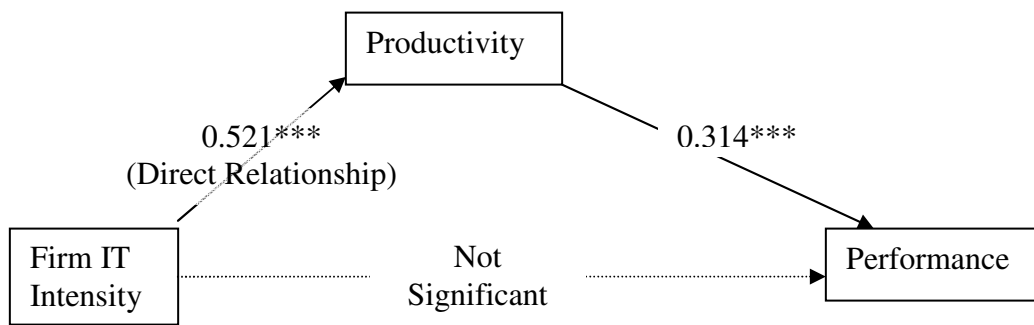 Productivity
0.521***
(Direct Relationship)
0.314***
Firm IT
Intensity
Not
Significant
Performance